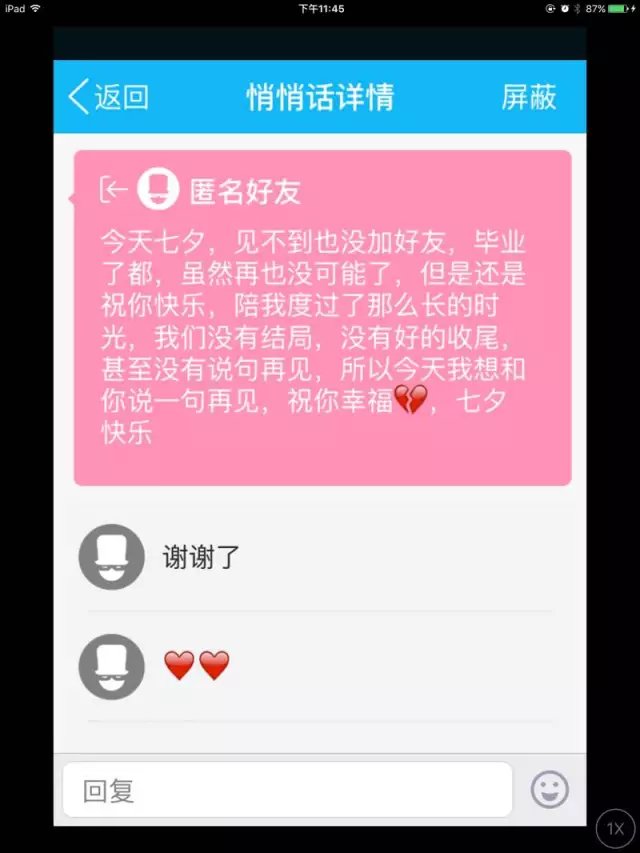 iPad 下午11:45 87%
返回 悄悄话详情 屏蔽
匿名好友
今天七夕，见不到也没加好友，毕业
了都，虽然再也没可能了，但是还是
祝你快乐，陪我度过了那么长的时
光，我们没有结局，没有好的收尾，
甚至没有说句再见，所以今天我想和
你说一句再见，祝你幸福💔，七夕
快乐
谢谢了
❤️❤️
回复
1X